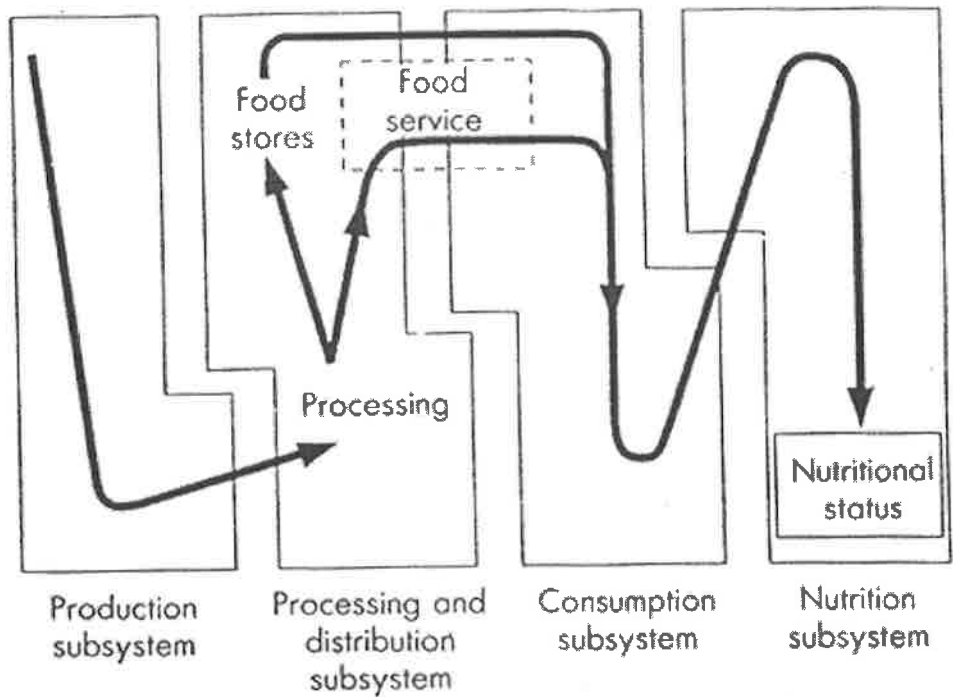 Food
stores
Food
service
Processing
Nutritional
status
Production
subsystem
Processing and
distribution
subsystem
Consumption
subsystem
Nutrition
subsystem